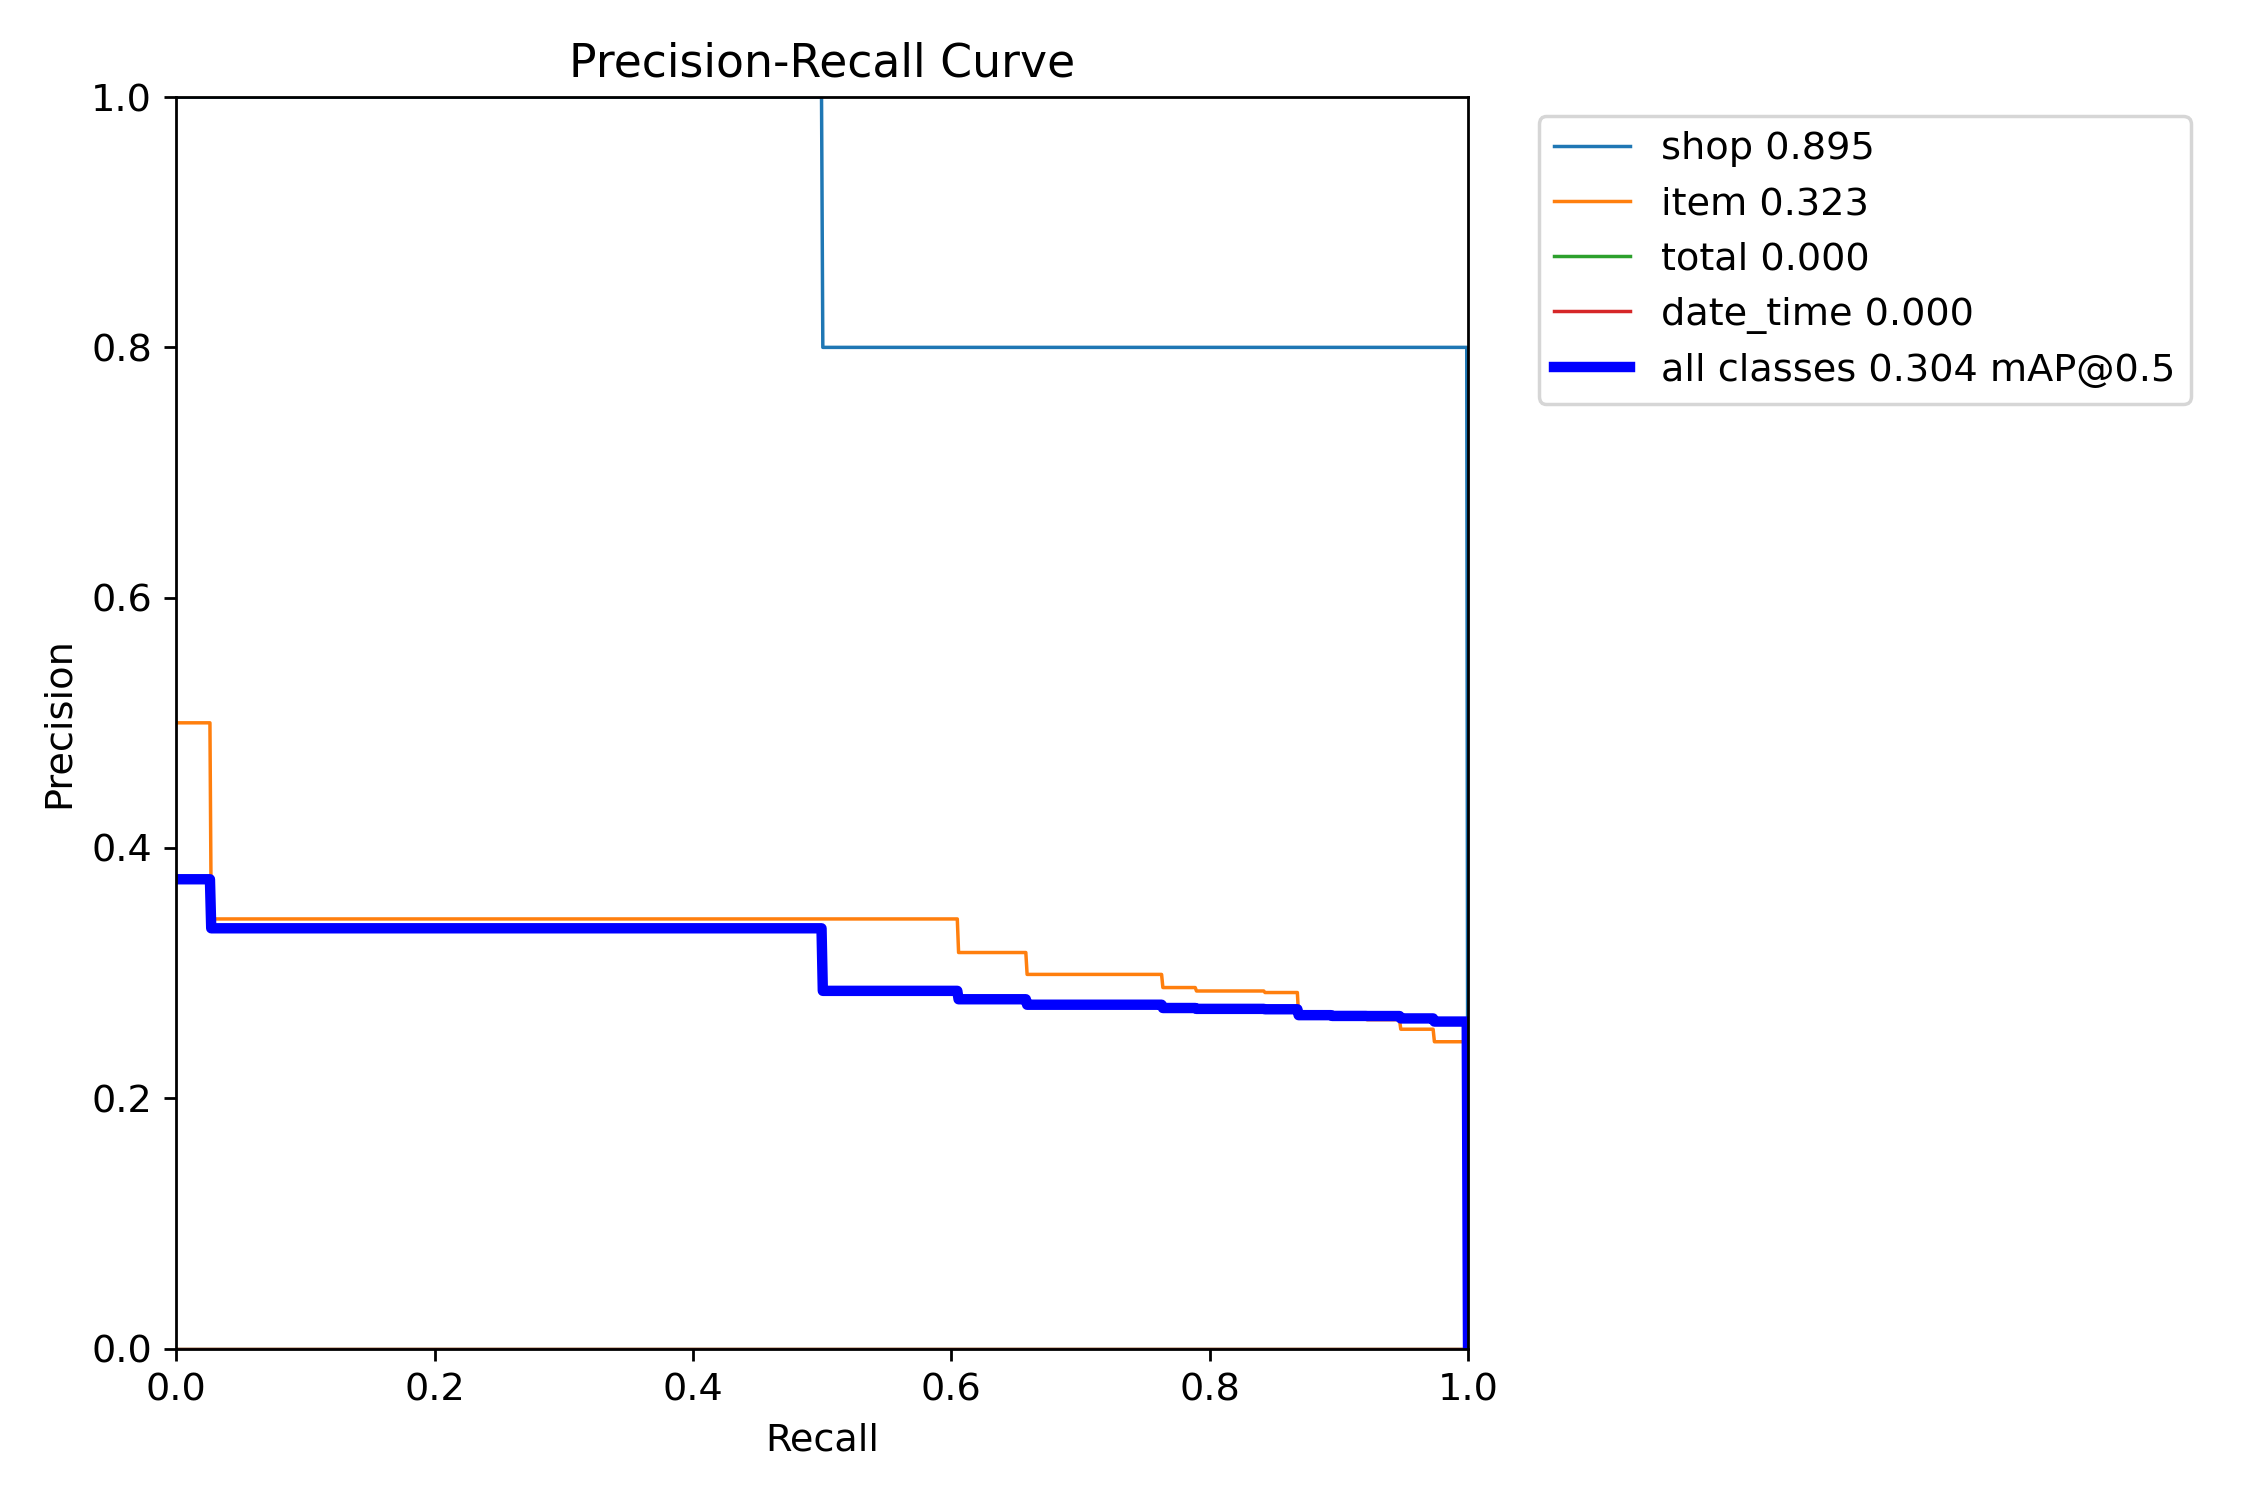 Precision-Recall Curve
1.0
0.8
0.6
0.4
0.2
0.0
Precision
0.0 0.2 0.4 0.6 0.8 1.0
Recall
shop 0.895
item 0.323
total 0.000
date_time 0.000
all classes 0.304 mAP@0.5